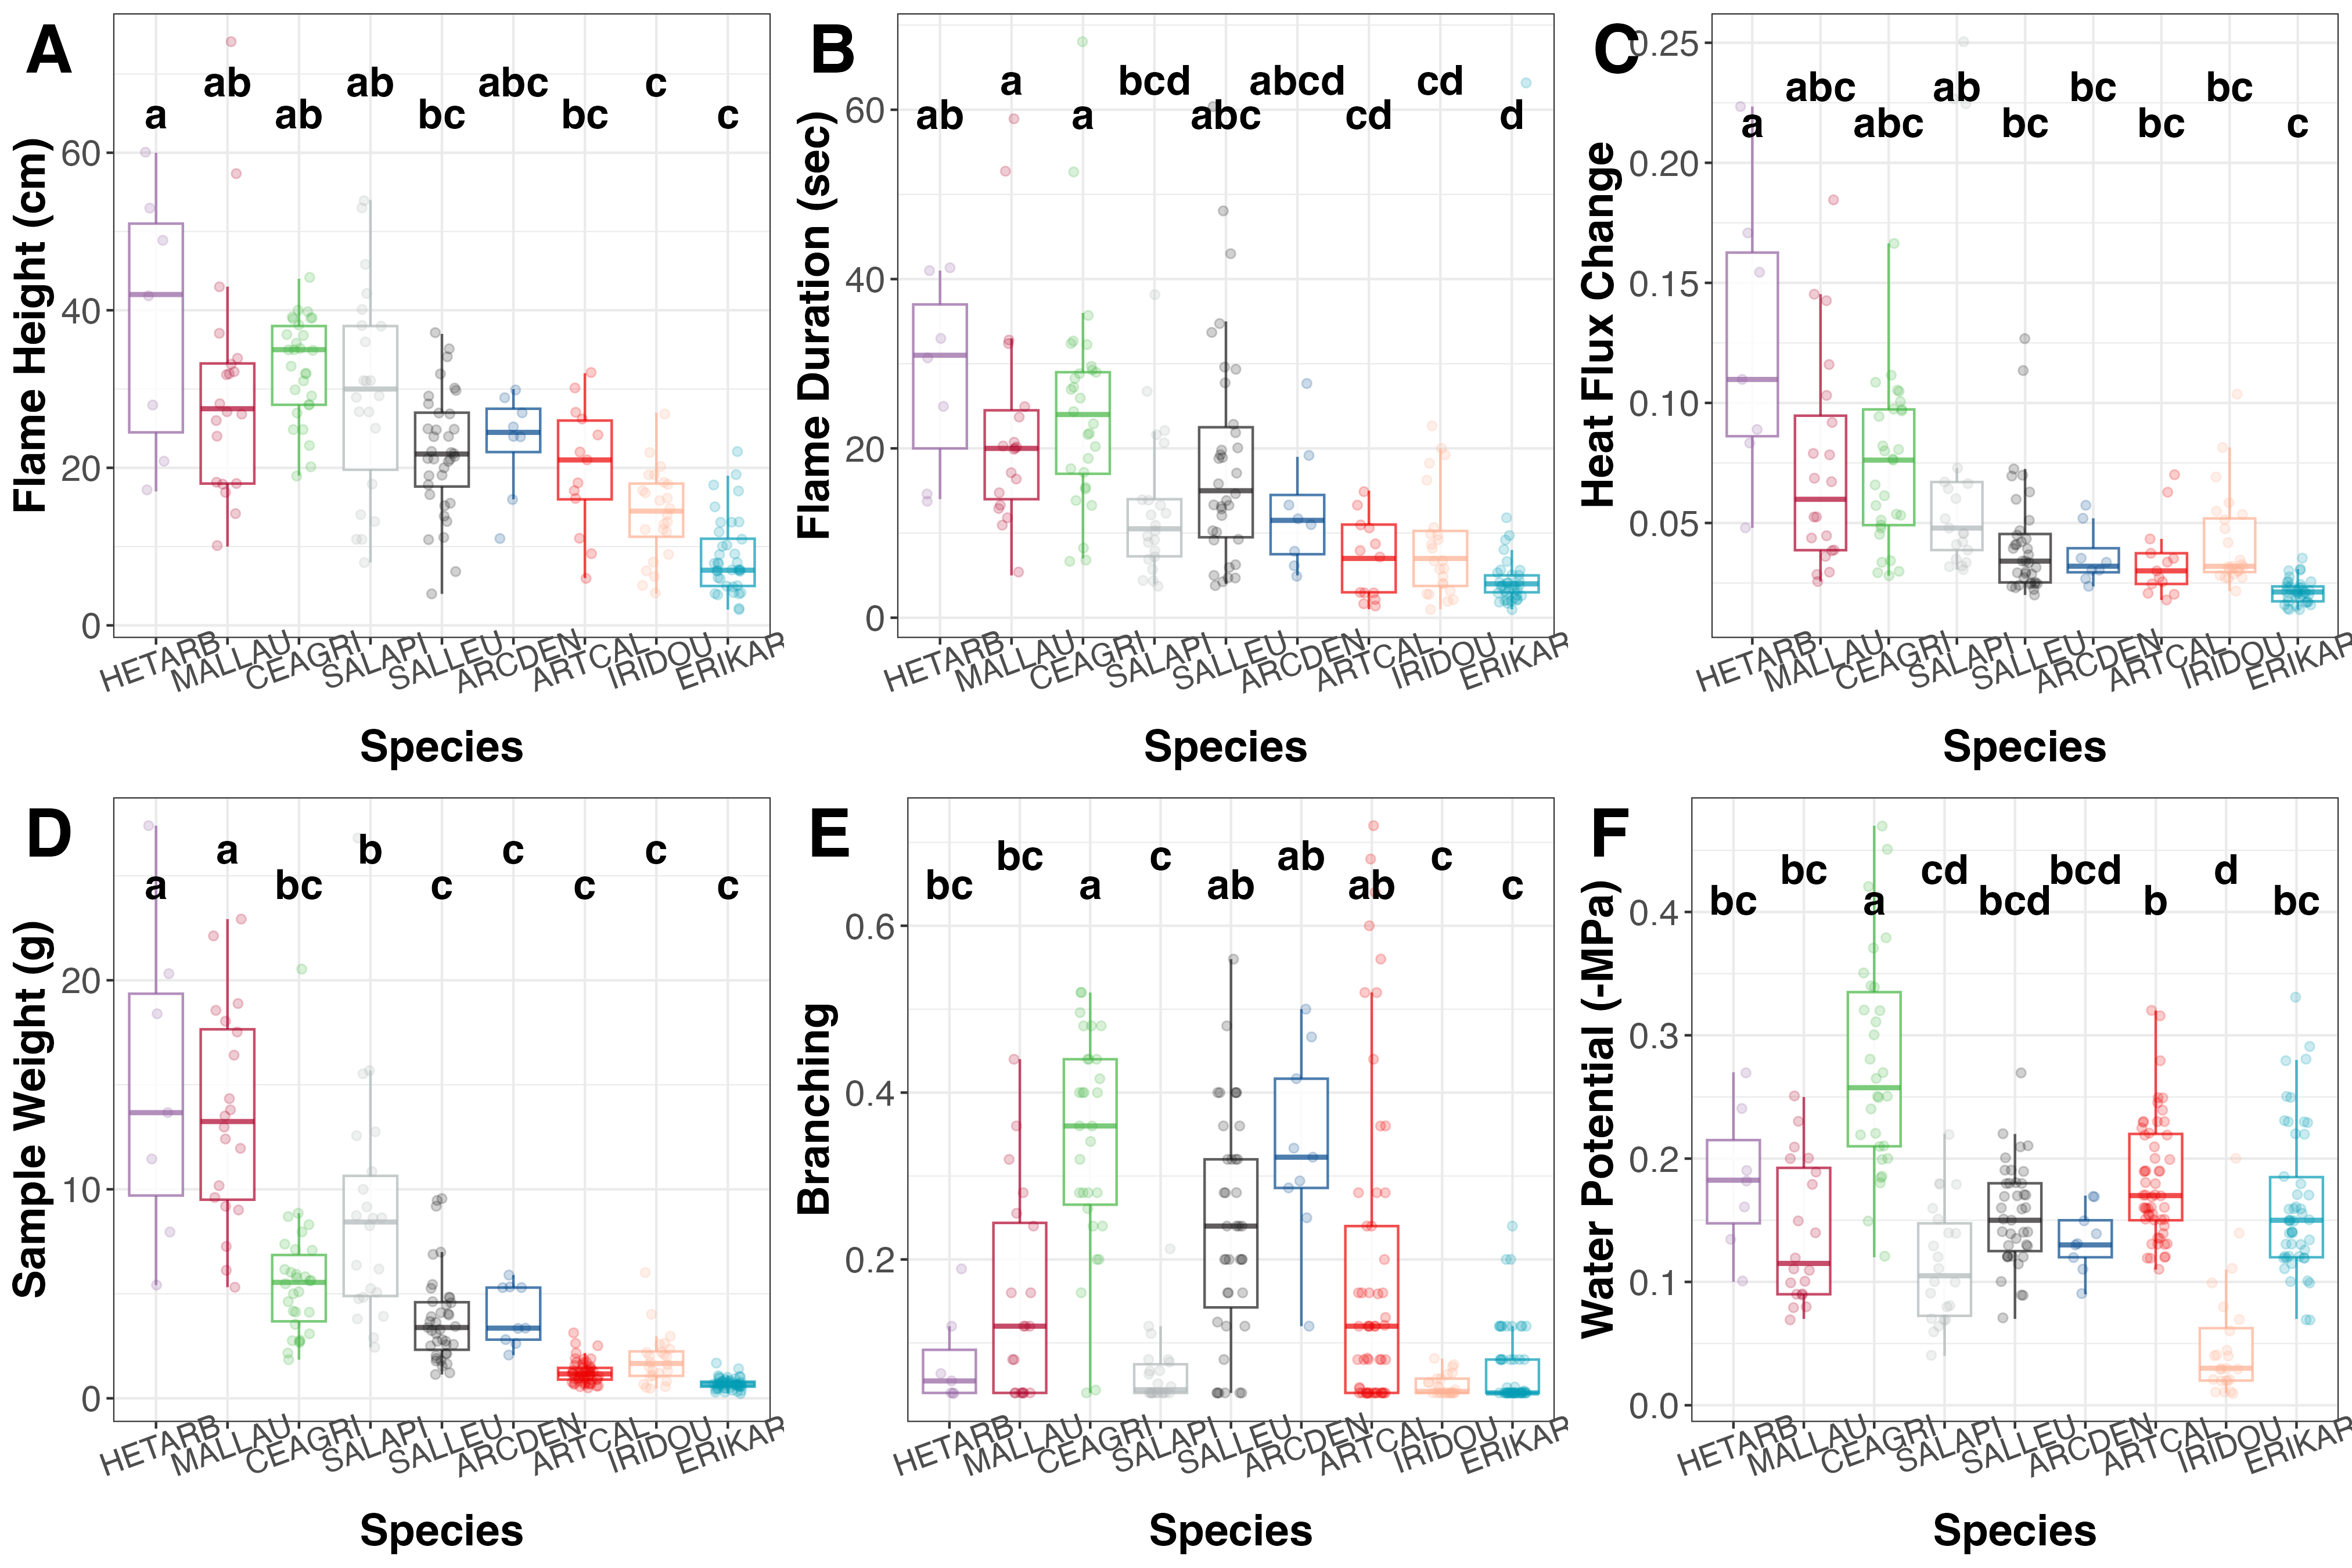 A
ab ab abc c
a ab bc bc c
Flame Height (cm)
60
40
20
0
HETARB MALLAU CEAGRI SALAPI SALLEU ARCDEN ARTCAL IRIDOU ERIKAR
Species
B
a bcd abcd cd
ab a abc cd d
Flame Duration (sec)
60
40
20
0
HETARB MALLAU CEAGRI SALAPI SALLEU ARCDEN ARTCAL IRIDOU ERIKAR
Species
C
abc ab bc bc
a abc bc bc c
Heat Flux Change
0.25
0.20
0.15
0.10
0.05
HETARB MALLAU CEAGRI SALAPI SALLEU ARCDEN ARTCAL IRIDOU ERIKAR
Species
D
a b c c
a bc c c c
Sample Weight (g)
20
10
0
HETARB MALLAU CEAGRI SALAPI SALLEU ARCDEN ARTCAL IRIDOU ERIKAR
Species
E
bc c ab c
bc a ab ab c
Branching
0.6
0.4
0.2
HETARB MALLAU CEAGRI SALAPI SALLEU ARCDEN ARTCAL IRIDOU ERIKAR
Species
F
bc cd bcd d
bc a bcd b bc
Water Potential (-MPa)
0.4
0.3
0.2
0.1
0.0
HETARB MALLAU CEAGRI SALAPI SALLEU ARCDEN ARTCAL IRIDOU ERIKAR
Species